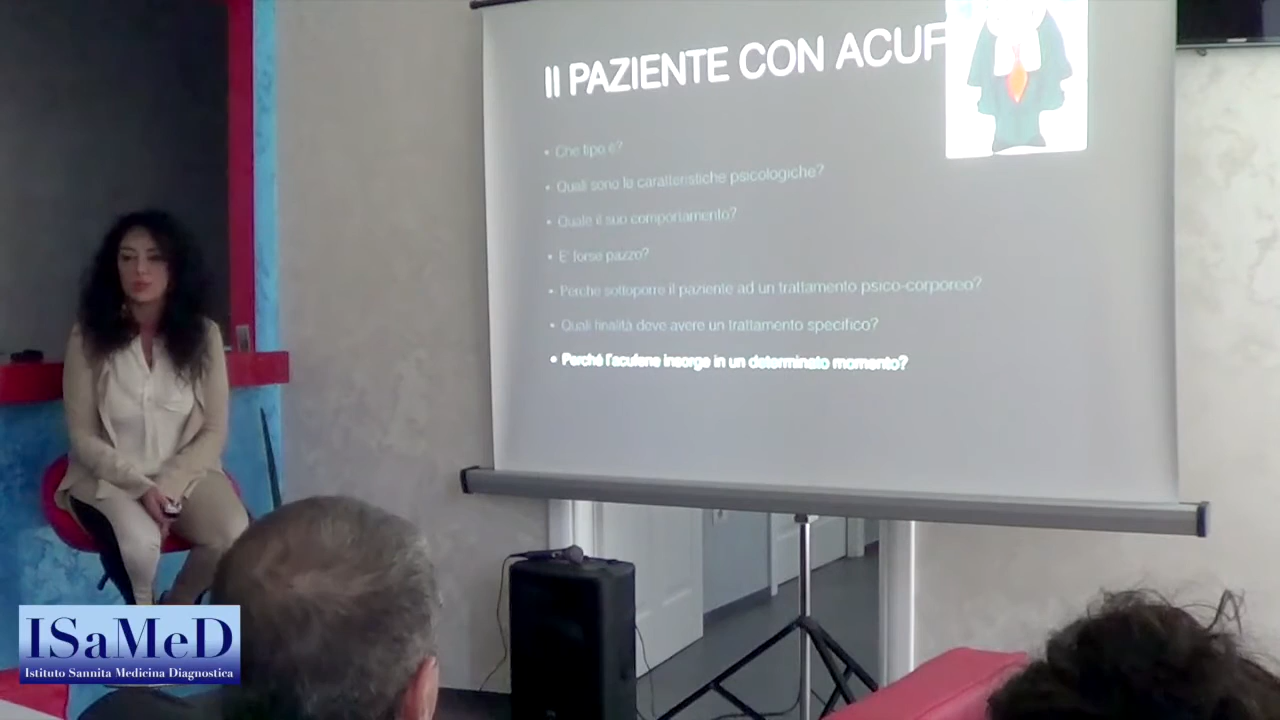 Il PAZIENTE CON ACUF
• Che tipo è?
• Quali sono le caratteristiche psicologiche?
• Quale il suo comportamento?
• E' forse pazzo?
• Perché sottoporre il paziente ad un trattamento psico-corporeo?
• Quali finalità deve avere un trattamento specifico?
• Perché l'acufene insorge in un determinato momento?
ISaMeD
Istituto Sannita Medicina Diagnostica